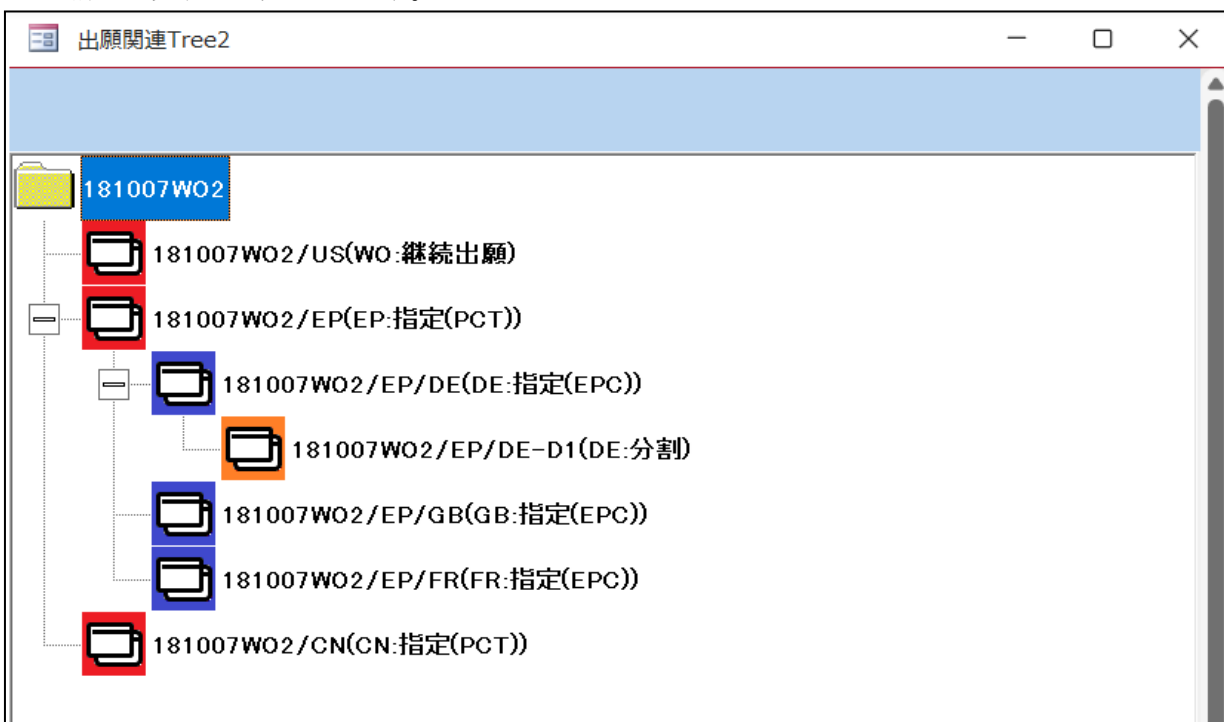 出願関連Tree2
181007WO2
181007WO2/US(WO:継続出願)
181007WO2/EP(EP:指定(PCT))
181007WO2/EP/DE(DE:指定(EPC))
181007WO2/EP/DE-D1(DE:分割)
181007WO2/EP/GB(GB:指定(EPC))
181007WO2/EP/FR(FR:指定(EPC))
181007WO2/CN(CN:指定(PCT))